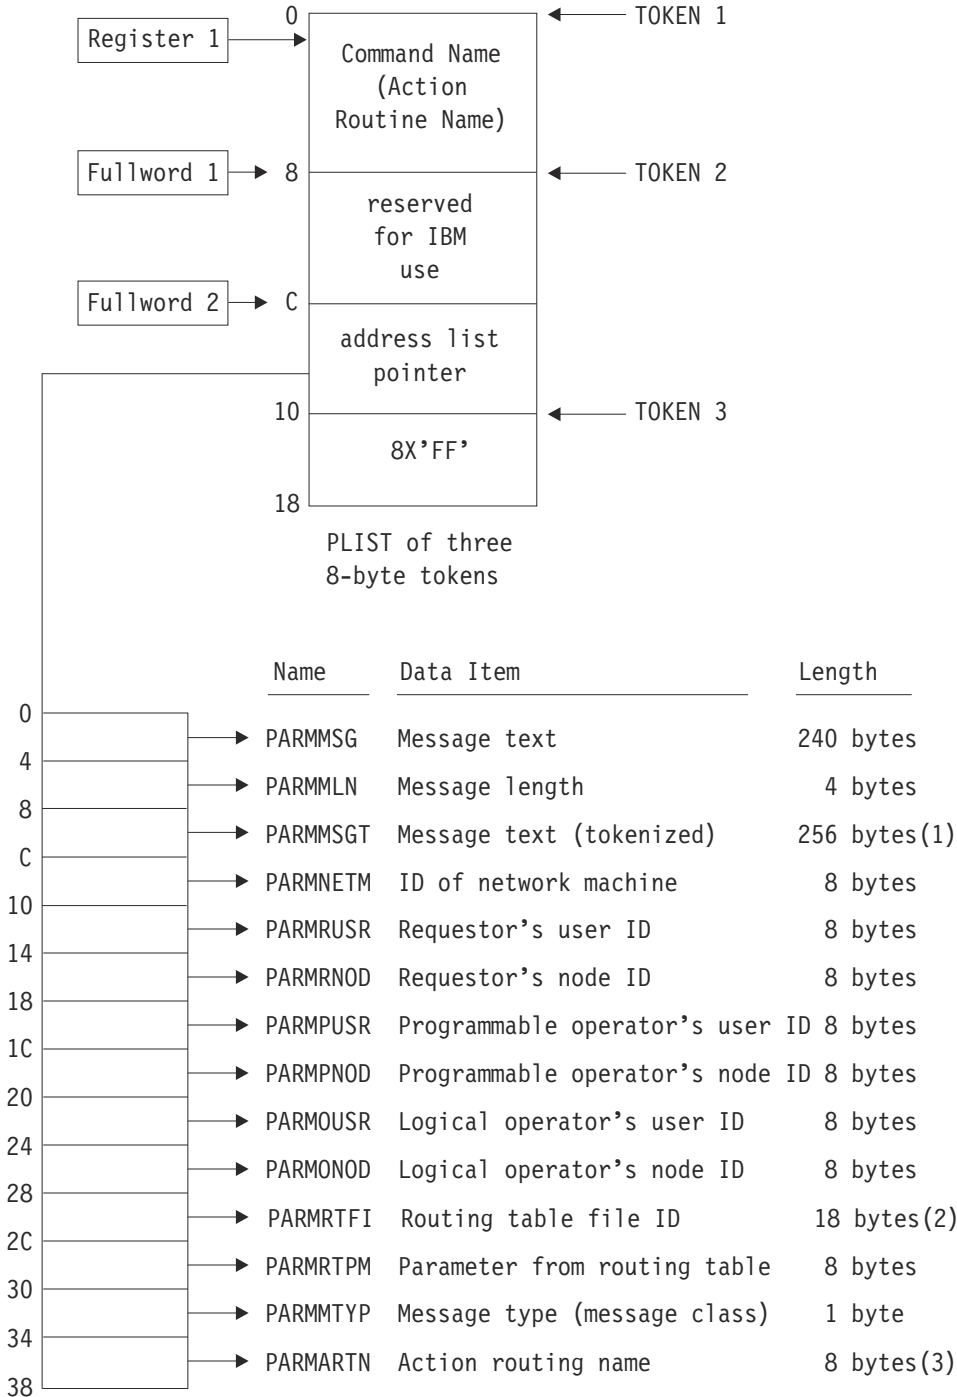 0 TOKEN 1
Register 1
Command Name
(Action
Routine Name)
Fullword 1 8 TOKEN 2
reserved
for IBM
use
Fullword 2 C
address list
pointer
10 TOKEN 3
8X’FF’
18
PLIST of three
8-byte tokens
Name Data Item Length
0
PARMMSG Message text 240 bytes
4
PARMMLN Message length 4 bytes
8
PARMMSGT Message text (tokenized) 256 bytes(1)
C
PARMNETM ID of network machine 8 bytes
10
PARMRUSR Requestor’s user ID 8 bytes
14
PARMRNOD Requestor’s node ID 8 bytes
18
PARMPUSR Programmable operator’s user ID 8 bytes
1C
PARMPNOD Programmable operator’s node ID 8 bytes
20
PARMOUSR Logical operator’s user ID 8 bytes
24
PARMONOD Logical operator’s node ID 8 bytes
28
PARMRTFI Routing table file ID 18 bytes(2)
2C
PARMRTPM Parameter from routing table 8 bytes
30
PARMMTYP Message type (message class) 1 byte
34
PARMARTN Action routing name 8 bytes(3)
38